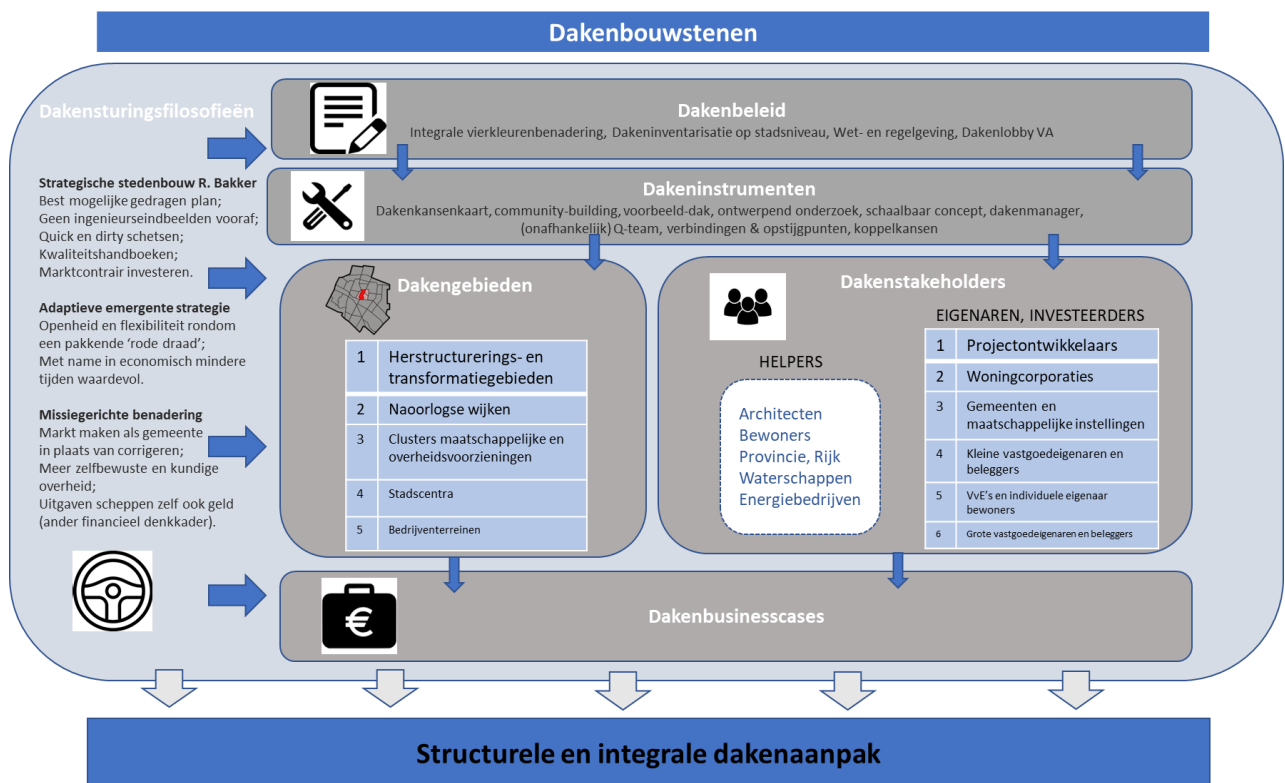 Dakenbouwstenen
Dakensturingsfilosofieën
Strategische stedenbouw R. Bakker
Best mogelijke gedragen plan;
Geen ingenieurseindbeelden vooraf;
Quick en dirty schetsen;
Kwaliteitshandboeken;
Marktcontrair investeren.
Adaptieve emergente strategie
Openheid en flexibiliteit rondom
een pakkende ‘rode draad’;
Met name in economisch mindere
tijden waardevol.
Missiegerichte benadering
Markt maken als gemeente
in plaats van corrigeren;
Meer zelfbewuste en kundige
overheid;
Uitgaven scheppen zelf ook geld
(ander financieel denkkader).
Dakenbeleid
Integrale vierkleurenbenadering, Dakeninventarisatie op stadsniveau, Wet- en regelgeving, Dakenlobby VA
Dakeninstrumenten
Dakenkansenkaart, community-building, voorbeeld-dak, ontwerpend onderzoek, schaalbaar concept, dakenmanager,
(onafhankelijk) Q-team, verbindingen & opstijgpunten, koppelkansen
Dakengebieden
1 Herstructurerings- en
transformatiegebieden
2 Naoorlogse wijken
3 Clusters maatschappelijke en
overheidsvoorzieningen
4 Stadscentra
5 Bedrijventerreinen
Dakenstakeholders
HELPERS
Architecten
Bewoners
Provincie, Rijk
Waterschappen
Energiebedrijven
EIGENAREN, INVESTEERDERS
1 Projectontwikkelaars
2 Woningcorporaties
3 Gemeenten en
maatschappelijke instellingen
4 Kleine vastgoedeigenaren en
beleggers
5 VvE’s en individuele eigenaar
bewoners
6 Grote vastgoedeigenaren en beleggers
€
Dakenbusinesscases
Structurele en integrale dakenaanpak